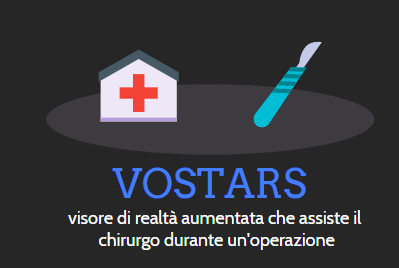 VOSTARS
visore di realtà aumentata che assiste il
chirurgo durante un'operazione